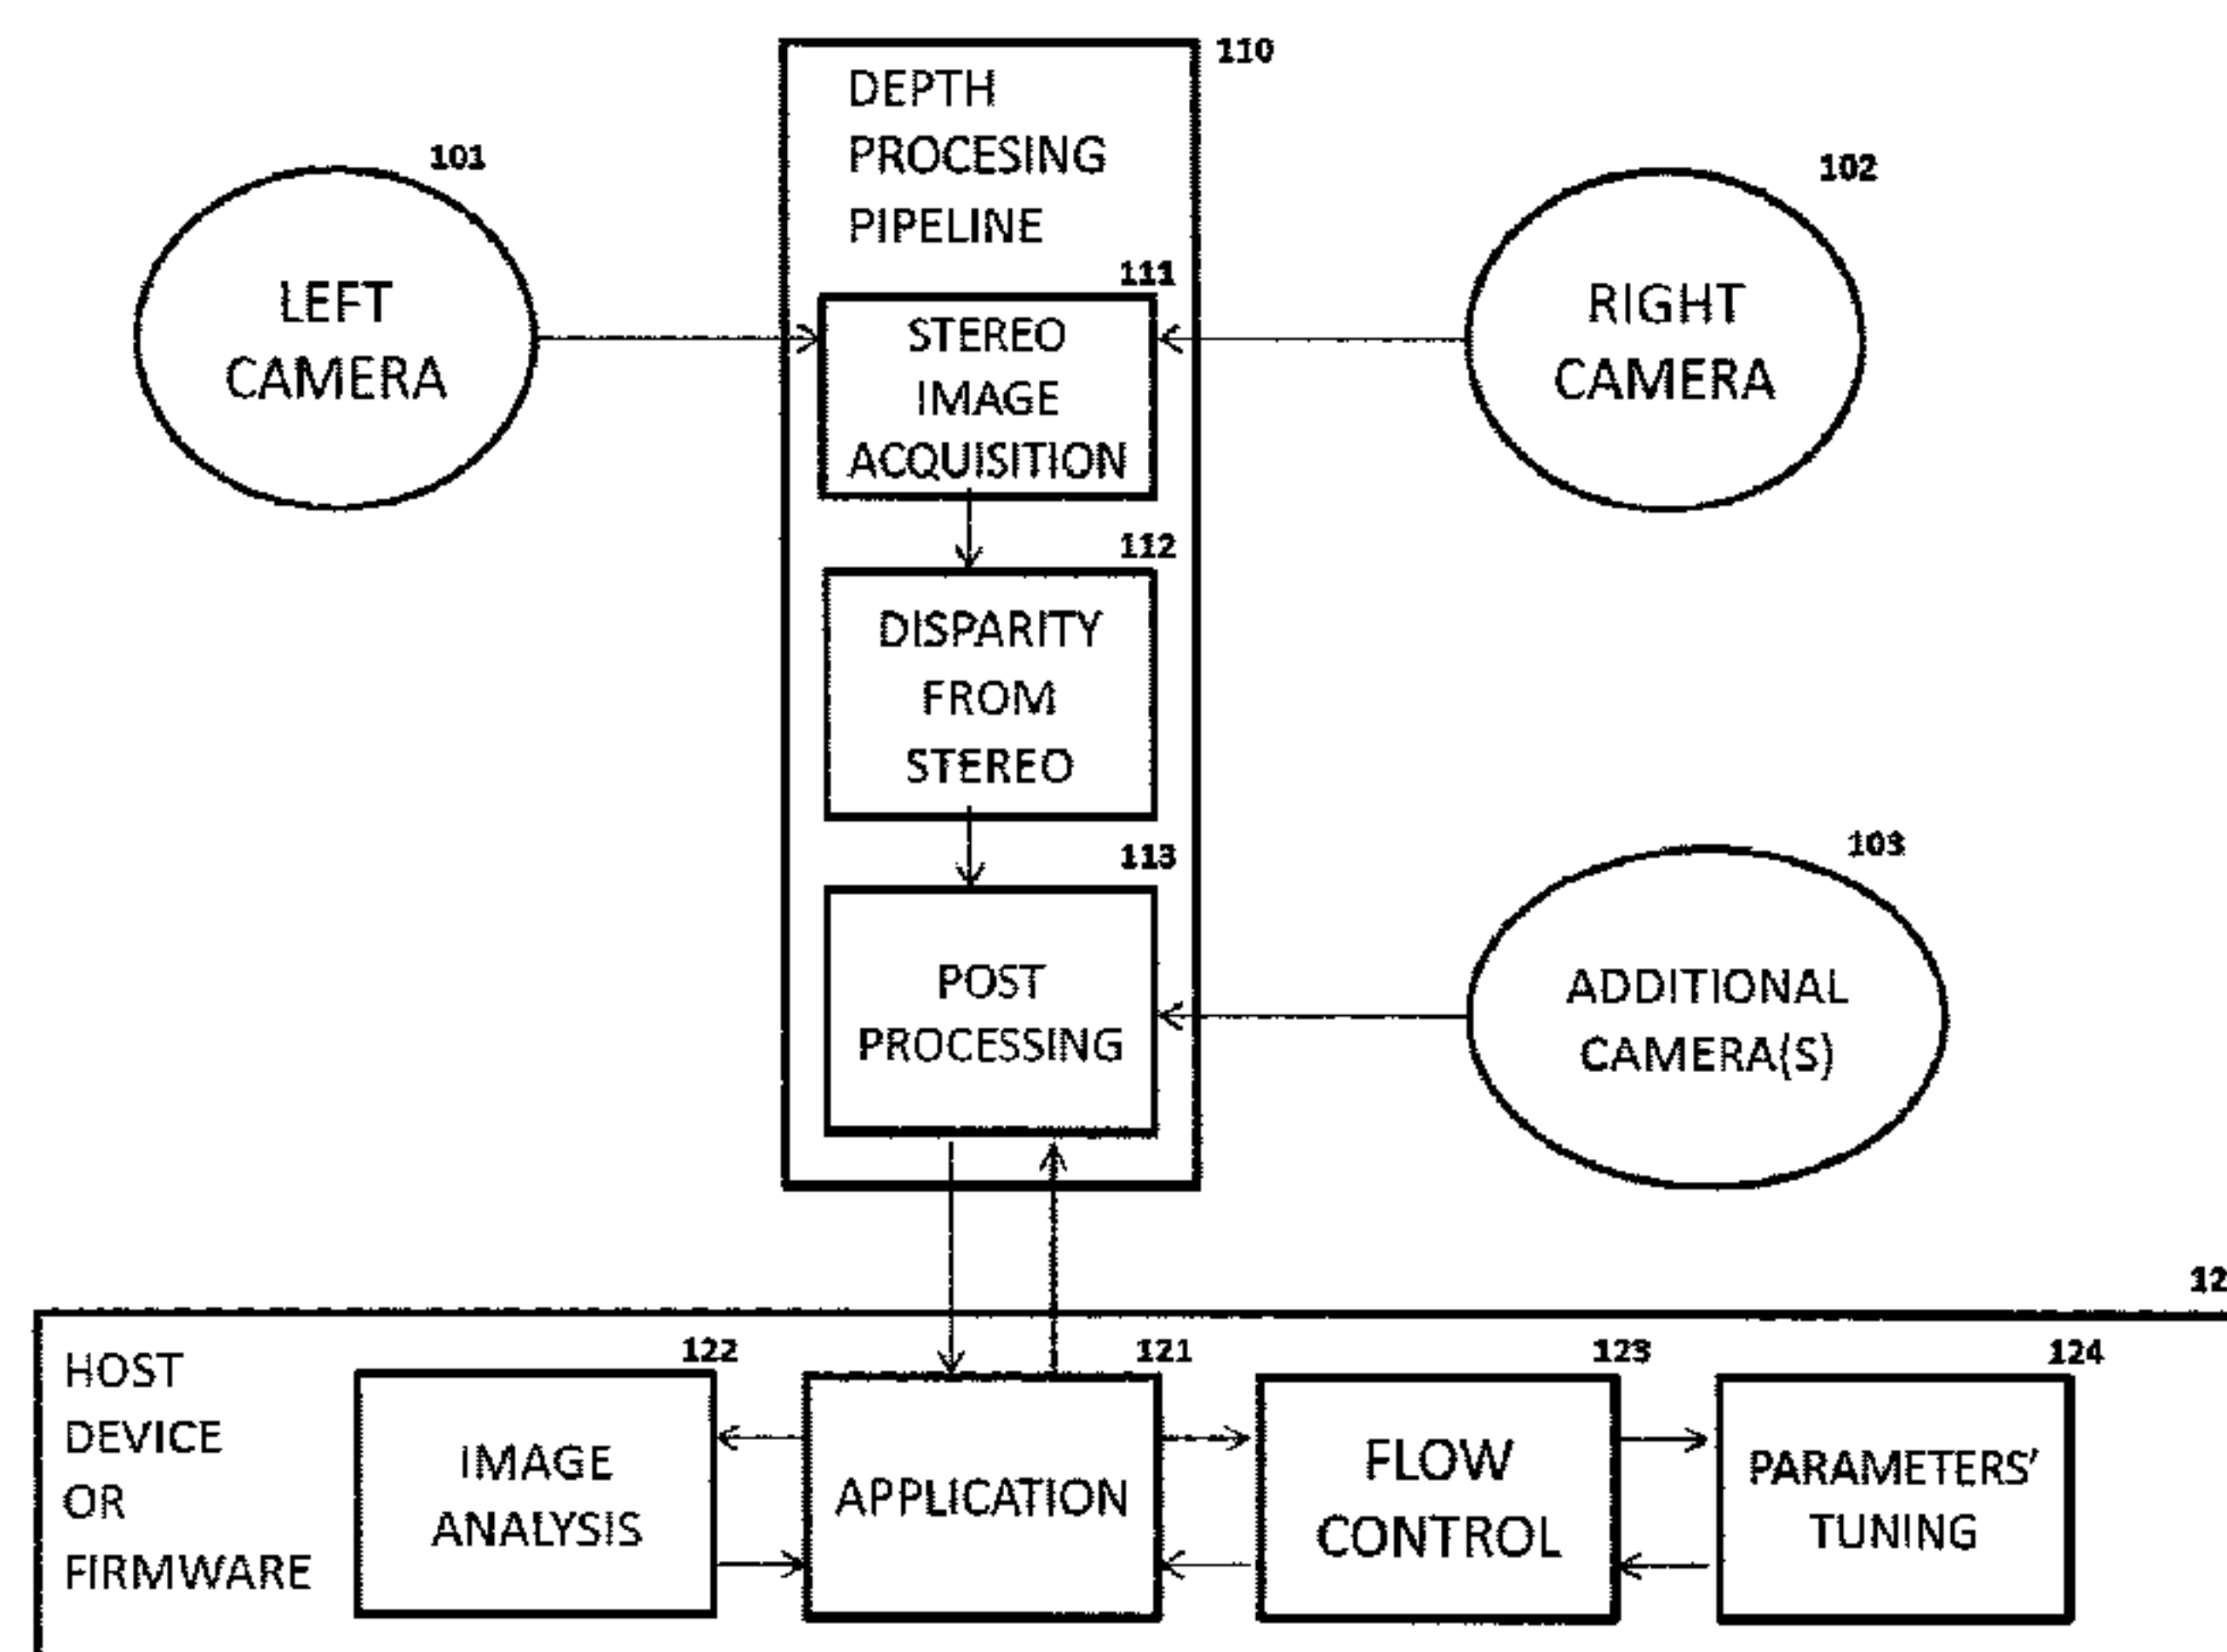 110
DEPTH
PROCESING
PIPELINE
101
LEFT
CAMERA
102
RIGHT
CAMERA
111
STEREO
IMAGE
ACQUISITION
112
DISPARITY
FROM
STEREO
113
POST
PROCESSING
103
ADDITIONAL
CAMERA(S)
12
HOST
DEVICE
OR
FIRMWARE
122
IMAGE
ANALYSIS
121
APPLICATION
123
FLOW
CONTROL
124
PARAMETERS'
TUNING